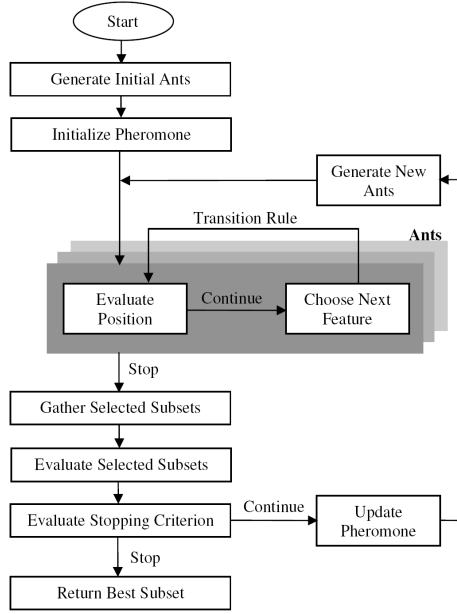 Start
Generate Initial Ants
Initialize Pheromone
Generate New
Ants
Transition Rule
Ants
Evaluate
Position
Continue
Choose Next
Feature
Stop
Gather Selected Subsets
Evaluate Selected Subsets
Evaluate Stopping Criterion
Continue
Update
Pheromone
Stop
Return Best Subset